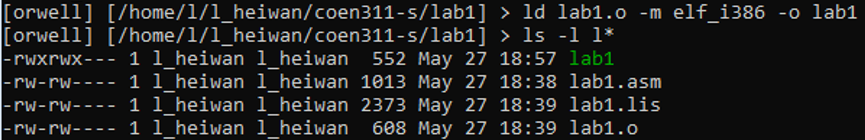 [orwell] [/home/l/l_heiwan/coen311-s/lab1] > ld lab1.o -m elf_i386 -o lab1
[orwell] [/home/l/l_heiwan/coen311-s/lab1] > ls -l l*
-rwxrwx--- 1 l_heiwan l_heiwan  552 May 27 18:57 lab1
-rw-rw---- 1 l_heiwan l_heiwan 1013 May 27 18:38 lab1.asm
-rw-rw---- 1 l_heiwan l_heiwan 2373 May 27 18:39 lab1.lis
-rw-rw---- 1 l_heiwan l_heiwan  608 May 27 18:39 lab1.o